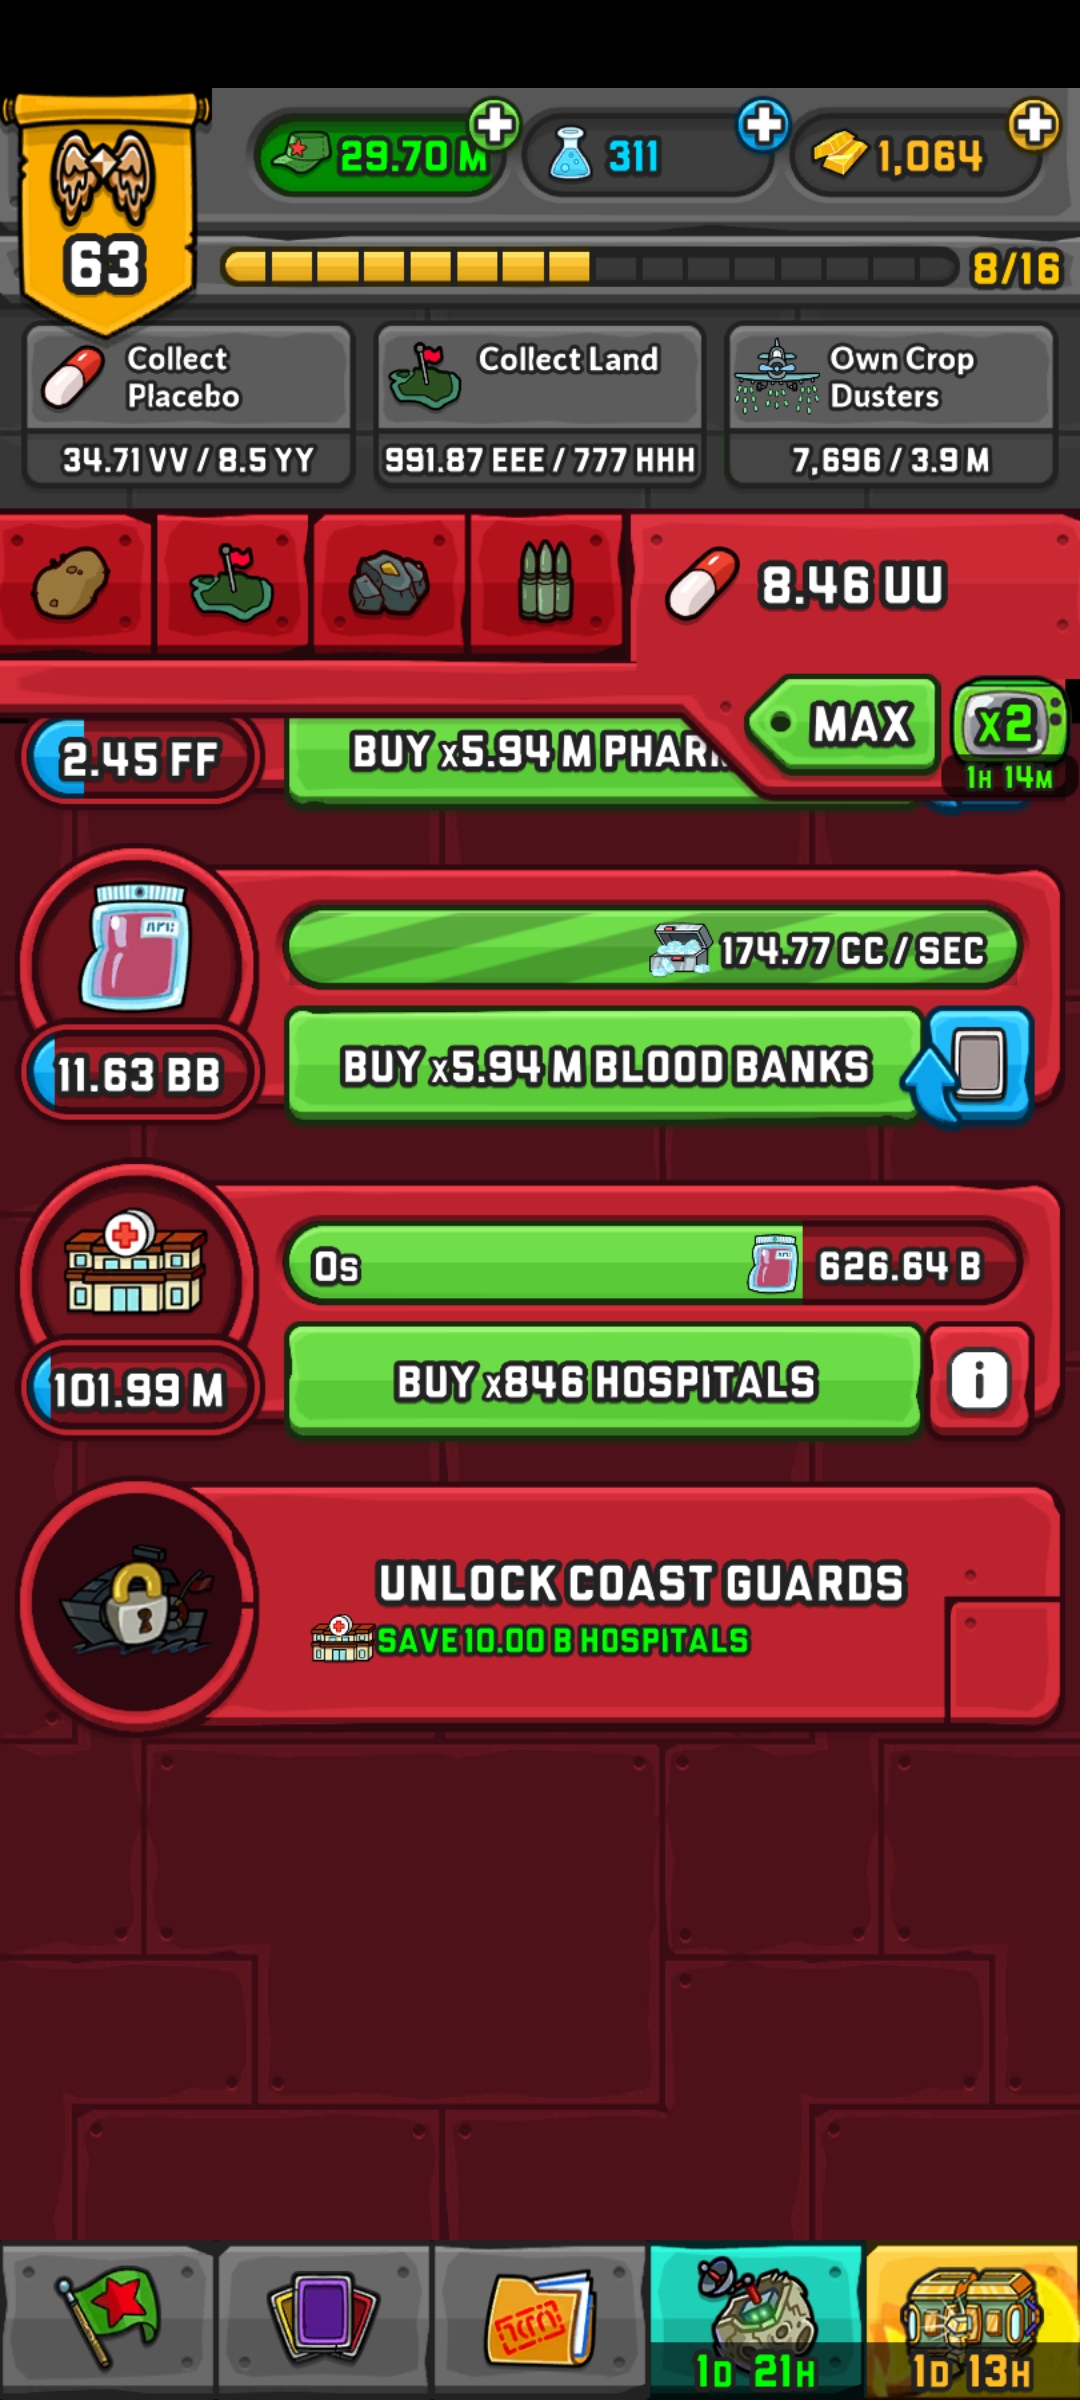 29.70 M
311
1,064
63
8/16
Collect
Placebo
34.71 VV / 8.5 YY
Collect Land
991.87 EEE / 777 HHH
Own Crop
Dusters
7,696 / 3.9 M
8.46 UU
MAX
x2
1H 14M
2.45 FF
BUY x5.94 M
174.77 CC / SEC
11.63 BB
BUY x5.94 M BLOOD BANKS
0s
626.64 B
101.99 M
BUY x846 HOSPITALS
i
UNLOCK COAST GUARDS
SAVE 10.00 B HOSPITALS
1D 21H
1D 13H